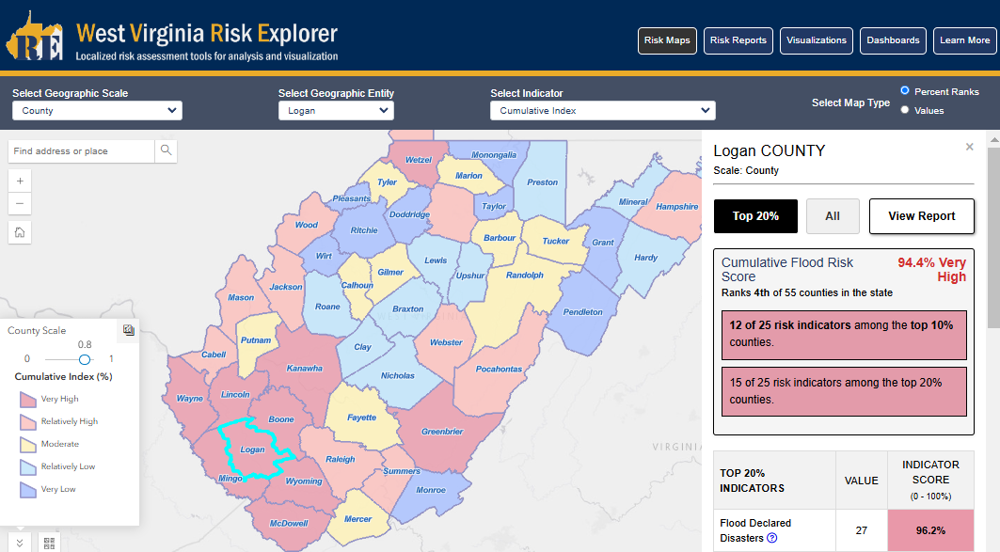 West Virginia Risk Explorer
Localized risk assessment tools for analysis and visualization
RE
Risk Maps
Risk Reports
Visualizations
Dashboards
Learn More
Select Geographic Scale
County
Select Geographic Entity
Logan
Select Indicator
Cumulative Index
Select Map Type
Percent Ranks
Values
Find address or place
+
−
Wetzel
Monongalia
Marion
Preston
Tyler
Pleasants
Taylor
Mineral
Hampshire
Doddridge
Wood
Ritchie
Barbour
Tucker
Grant
Hardy
Wirt
Lewis
Upshur
Randolph
Gilmer
Calhoun
Jackson
Mason
Roane
Braxton
WEST VIRGINIA
Pendleton
Putnam
Clay
Webster
Cabell
Kanawha
Nicholas
Pocahontas
Wayne
Lincoln
Boone
Fayette
Greenbrier
Logan
Raleigh
VIRGINIA
Summers
Mingo
Wyoming
Monroe
McDowell
Mercer
County Scale
0.8
0
1
Cumulative Index (%)
Very High
Relatively High
Moderate
Relatively Low
Very Low
Logan COUNTY
×
Scale: County
Top 20%
All
View Report
Cumulative Flood Risk
Score
94.4% Very
High
Ranks 4th of 55 counties in the state
12 of 25 risk indicators among the top 10%
counties.
15 of 25 risk indicators among the top 20%
counties.
TOP 20%
INDICATORS
VALUE
INDICATOR
SCORE
(0 - 100%)
Flood Declared
Disasters ?
27
96.2%